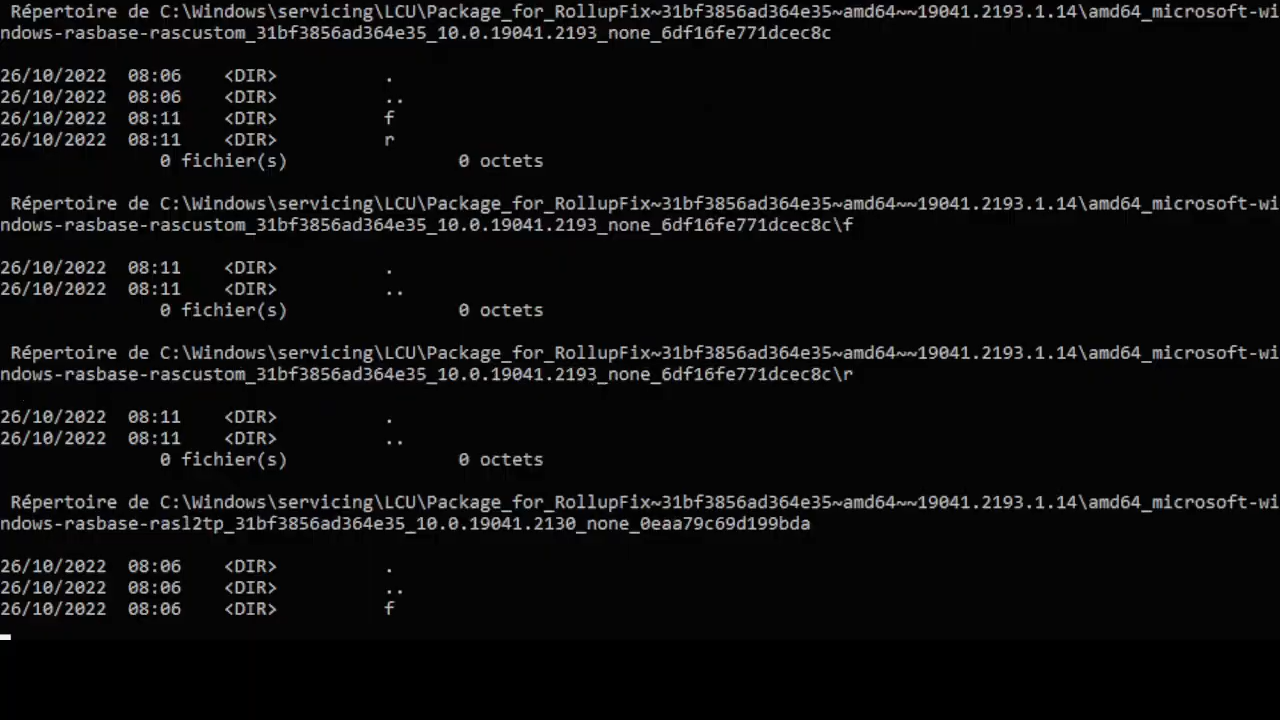 Répertoire de C:\Windows\servicing\LCU\Package_for_RollupFix~31bf3856ad364e35~amd64~~19041.2193.1.14\amd64_microsoft-wi
ndows-rasbase-rascustom_31bf3856ad364e35_10.0.19041.2193_none_6df16fe771dcec8c
26/10/2022  08:06    <DIR>          .
26/10/2022  08:06    <DIR>          ..
26/10/2022  08:11    <DIR>          f
26/10/2022  08:11    <DIR>          r
0 fichier(s)                0 octets
Répertoire de C:\Windows\servicing\LCU\Package_for_RollupFix~31bf3856ad364e35~amd64~~19041.2193.1.14\amd64_microsoft-wi
ndows-rasbase-rascustom_31bf3856ad364e35_10.0.19041.2193_none_6df16fe771dcec8c\f
26/10/2022  08:11    <DIR>          .
26/10/2022  08:11    <DIR>          ..
0 fichier(s)                0 octets
Répertoire de C:\Windows\servicing\LCU\Package_for_RollupFix~31bf3856ad364e35~amd64~~19041.2193.1.14\amd64_microsoft-wi
ndows-rasbase-rascustom_31bf3856ad364e35_10.0.19041.2193_none_6df16fe771dcec8c\r
26/10/2022  08:11    <DIR>          .
26/10/2022  08:11    <DIR>          ..
0 fichier(s)                0 octets
Répertoire de C:\Windows\servicing\LCU\Package_for_RollupFix~31bf3856ad364e35~amd64~~19041.2193.1.14\amd64_microsoft-wi
ndows-rasbase-rasl2tp_31bf3856ad364e35_10.0.19041.2130_none_0eaa79c69d199bda
26/10/2022  08:06    <DIR>          .
26/10/2022  08:06    <DIR>          ..
26/10/2022  08:06    <DIR>          f